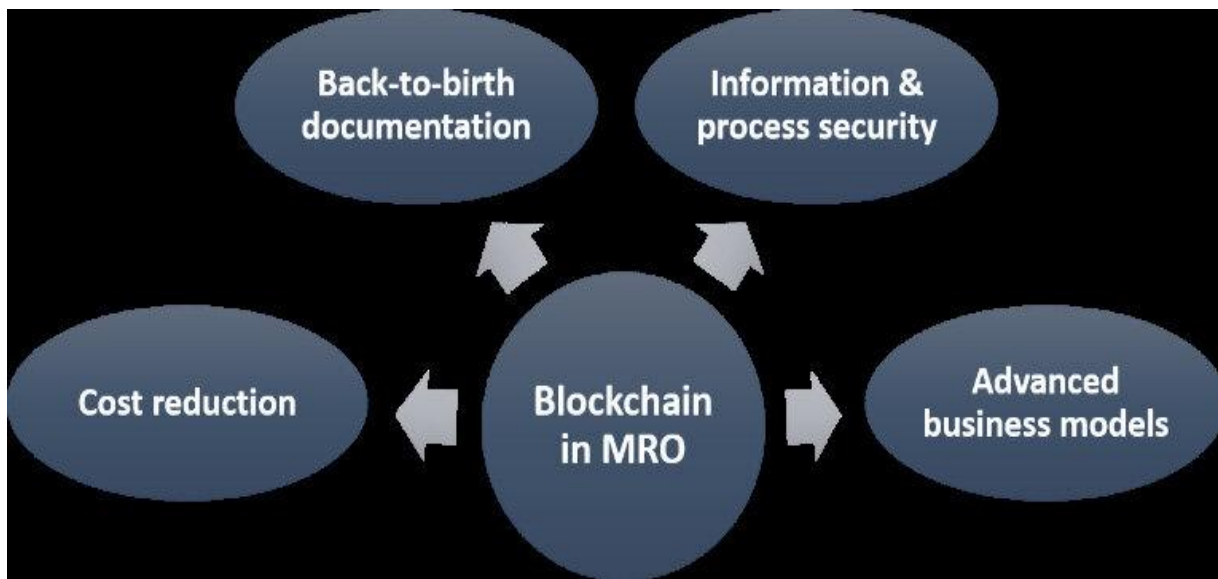 Back-to-birth
documentation
Information &
process security
Cost reduction
Blockchain
in MRO
Advanced
business models